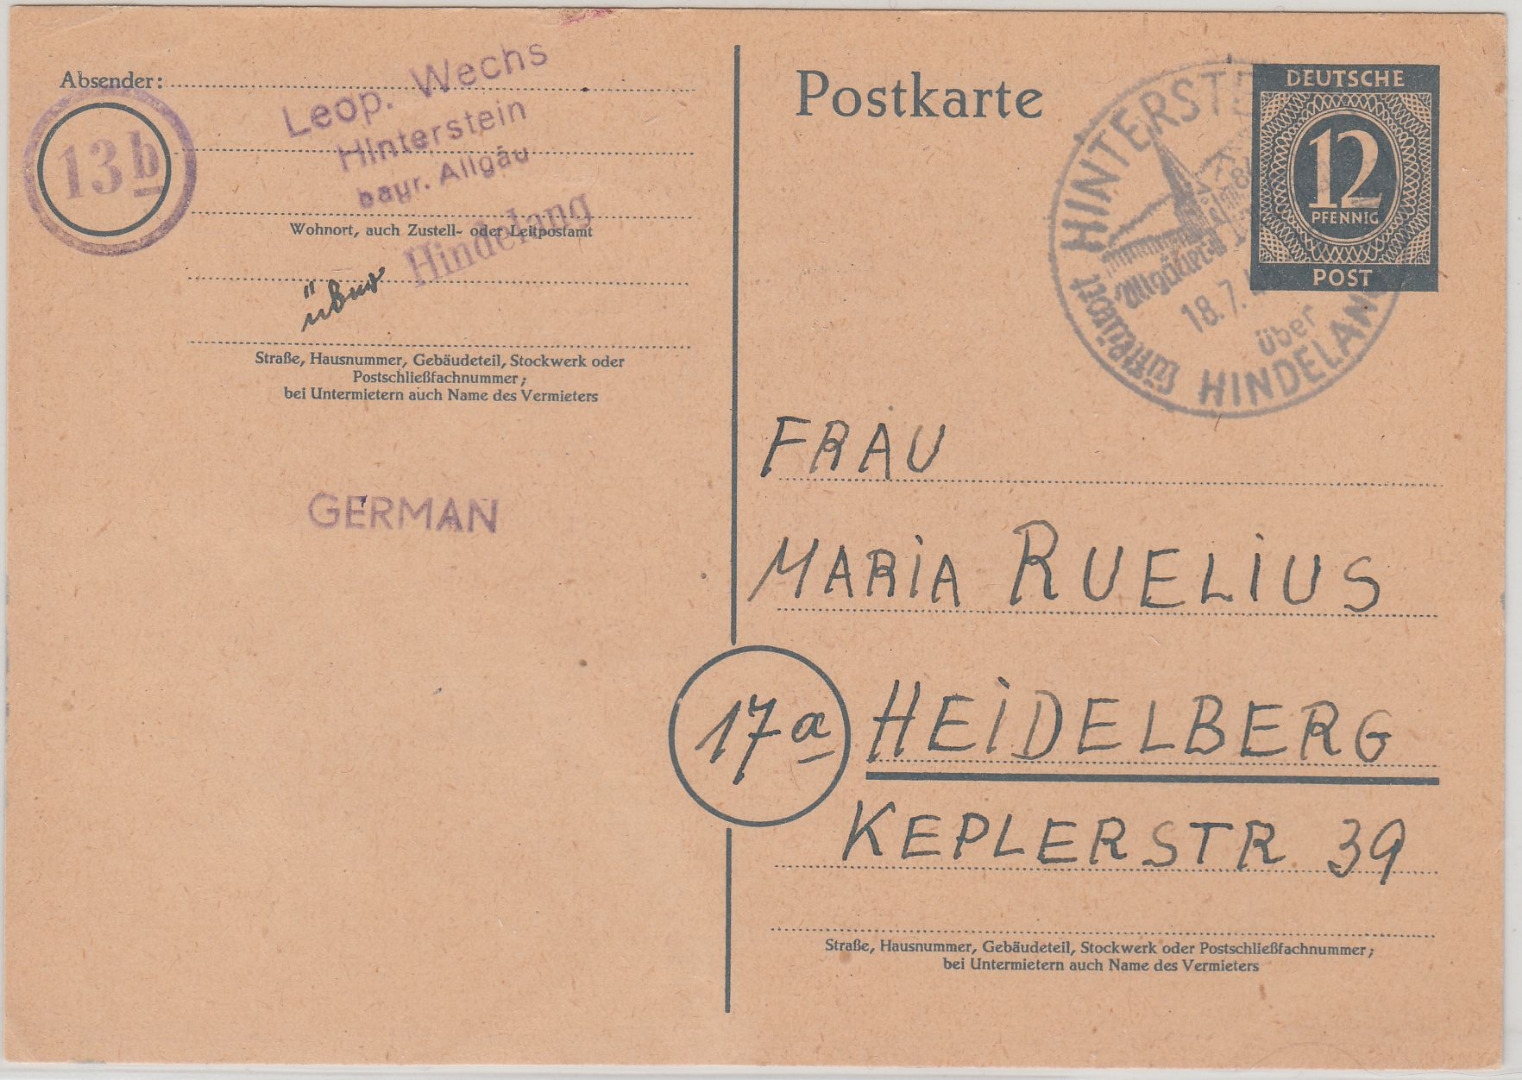 Absender:
13b
Leop. Wechs
Hinterstein
bayr. Allgäu
Wohnort, auch Zustell- oder Leitpostamt
Hindelang
über
Straße, Hausnummer, Gebäudeteil, Stockwerk oder
Postschließfachnummer;
bei Untermietern auch Name des Vermieters
GERMAN
Postkarte
HINTERSTE
Luftkurort
18.7.
über
HINDELANG
DEUTSCHE
12
PFENNIG
POST
FRAU
MARiA RUELiUS
17a HEiDELBERG
KEPLERSTR 39
Straße, Hausnummer, Gebäudeteil, Stockwerk oder Postschließfachnummer;
bei Untermietern auch Name des Vermieters